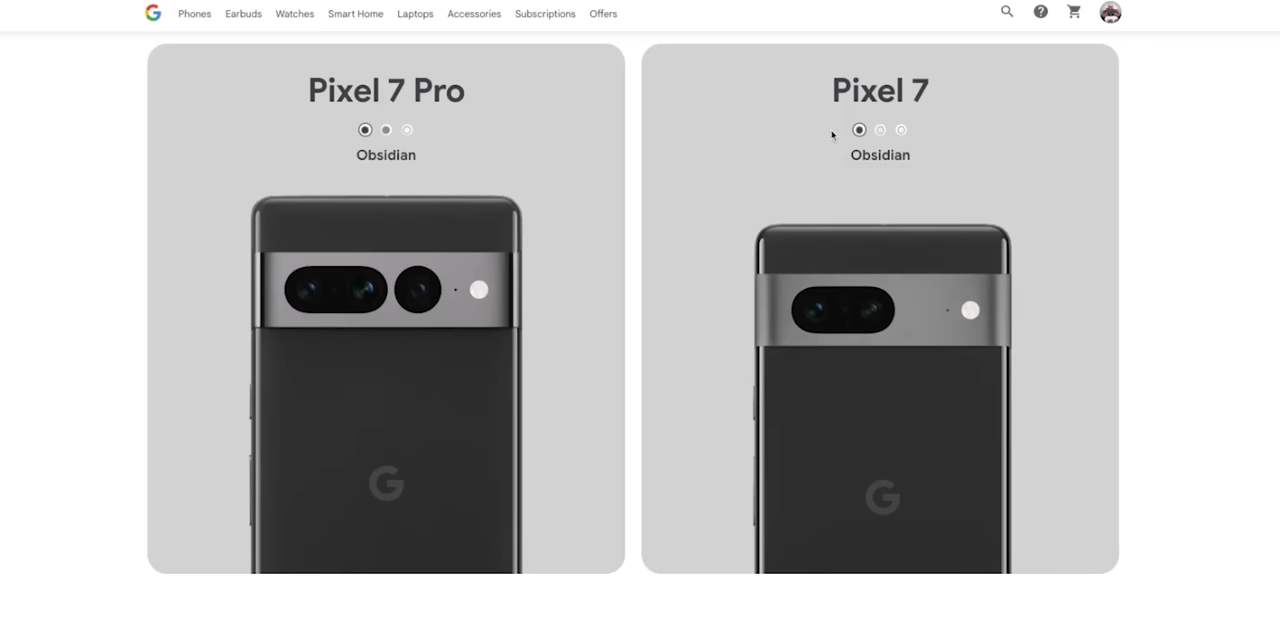 Phones Earbuds Watches Smart Home Laptops Accessories Subscriptions Offers
Pixel 7 Pro
Obsidian
Pixel 7
Obsidian